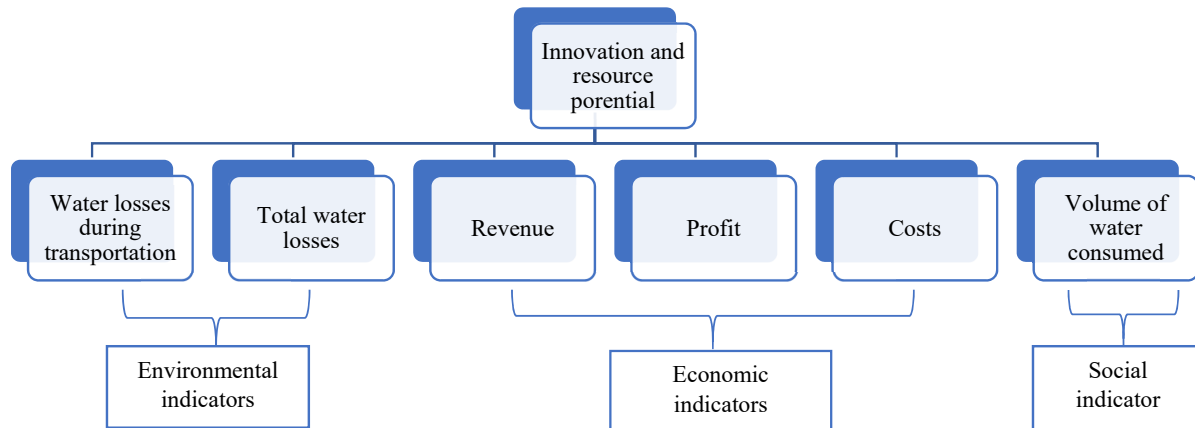 Innovation and
resource
porential
Water losses
during
transportation
Total water
losses
Revenue
Profit
Costs
Volume of
water
consumed
Environmental
indicators
Economic
indicators
Social
indicator